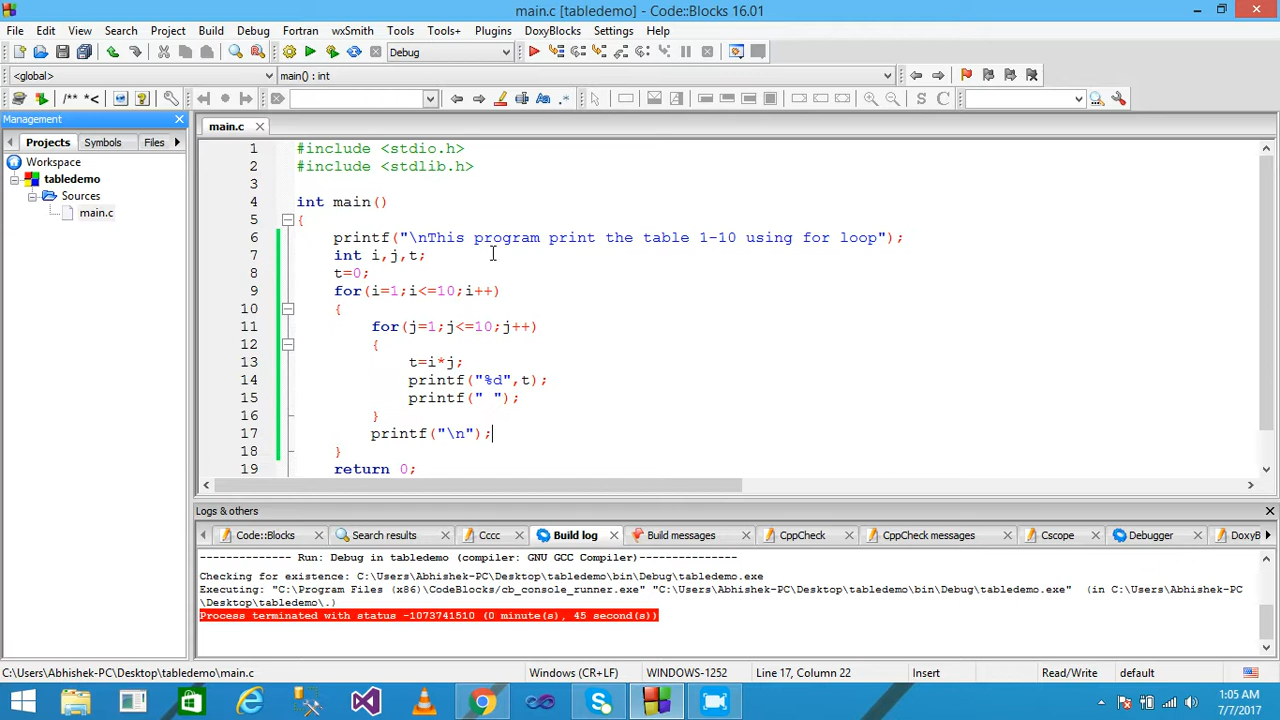 main.c [tabledemo] - Code::Blocks 16.01
File Edit View Search Project Build Debug Fortran wxSmith Tools Tools+ Plugins DoxyBlocks Settings Help
Debug
<global> main() : int
/** *<
Aa .* S C
Management
Projects Symbols Files
main.c
Workspace
tabledemo
Sources
main.c
1 #include <stdio.h>
2 #include <stdlib.h>
3
4 int main()
5 {
6 printf("\nThis program print the table 1-10 using for loop");
7 int i,j,t;
8 t=0;
9 for(i=1;i<=10;i++)
10 {
11 for(j=1;j<=10;j++)
12 {
13 t=i*j;
14 printf("%d",t);
15 printf(" ");
16 }
17 printf("\n");
18 }
19 return 0;
Logs & others
Code::Blocks Search results Cccc Build log Build messages CppCheck CppCheck messages Cscope Debugger DoxyB
-------------- Run: Debug in tabledemo (compiler: GNU GCC Compiler)---------------
Checking for existence: C:\Users\Abhishek-PC\Desktop\tabledemo\bin\Debug\tabledemo.exe
Executing: "C:\Program Files (x86)\CodeBlocks/cb_console_runner.exe" "C:\Users\Abhishek-PC\Desktop\tabledemo\bin\Debug\tabledemo.exe" (in C:\Users\Abhishek-PC
\Desktop\tabledemo\.)
Process terminated with status -1073741510 (0 minute(s), 45 second(s))
C:\Users\Abhishek-PC\Desktop\tabledemo\main.c Windows (CR+LF) WINDOWS-1252 Line 17, Column 22 Insert Read/Write default
1:05 AM
7/7/2017